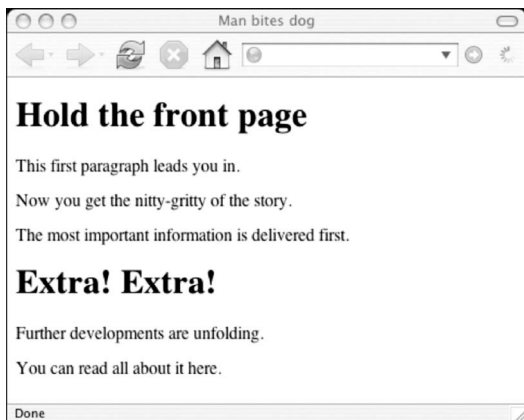 Man bites dog
Hold the front page
This first paragraph leads you in.
Now you get the nitty-gritty of the story.
The most important information is delivered first.
Extra! Extra!
Further developments are unfolding.
You can read all about it here.
Done